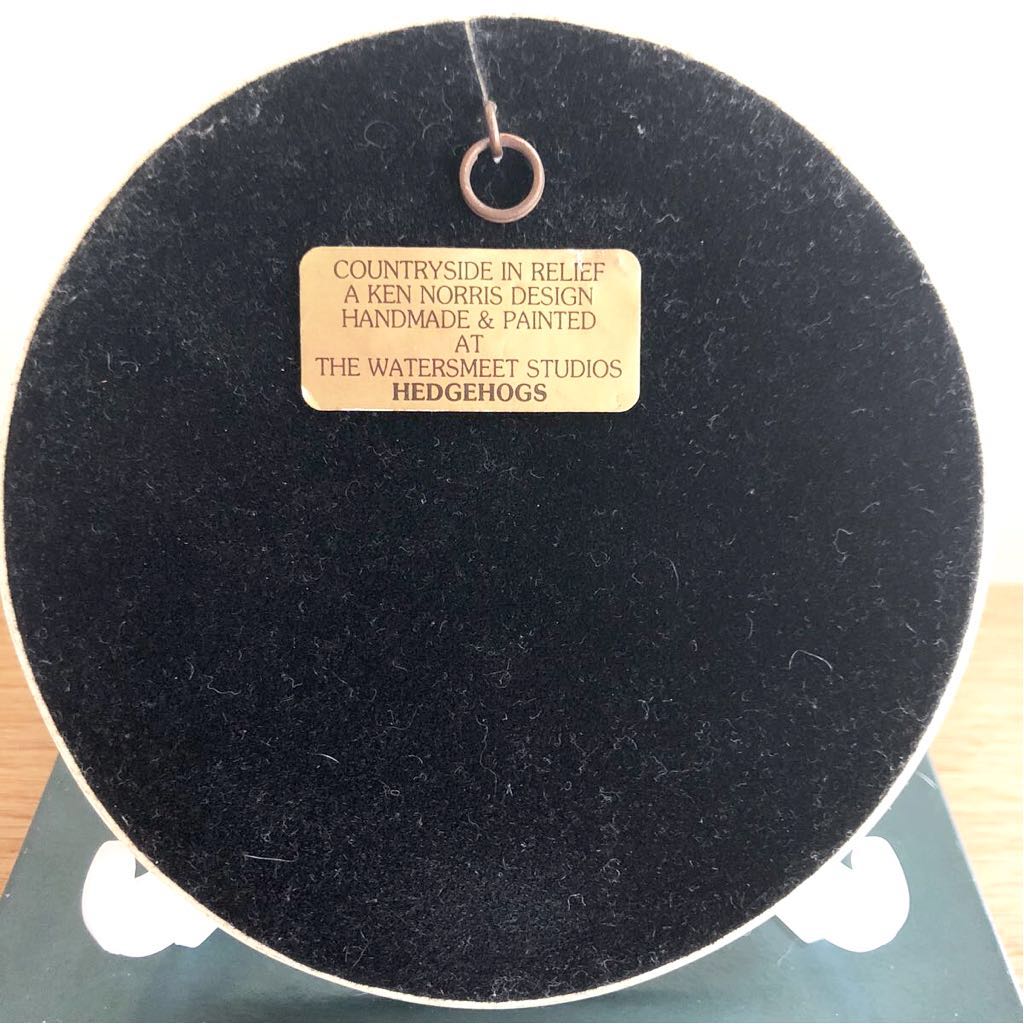 COUNTRYSIDE IN RELIEF
A KEN NORRIS DESIGN
HANDMADE & PAINTED
AT
THE WATERSMEET STUDIOS
HEDGEHOGS